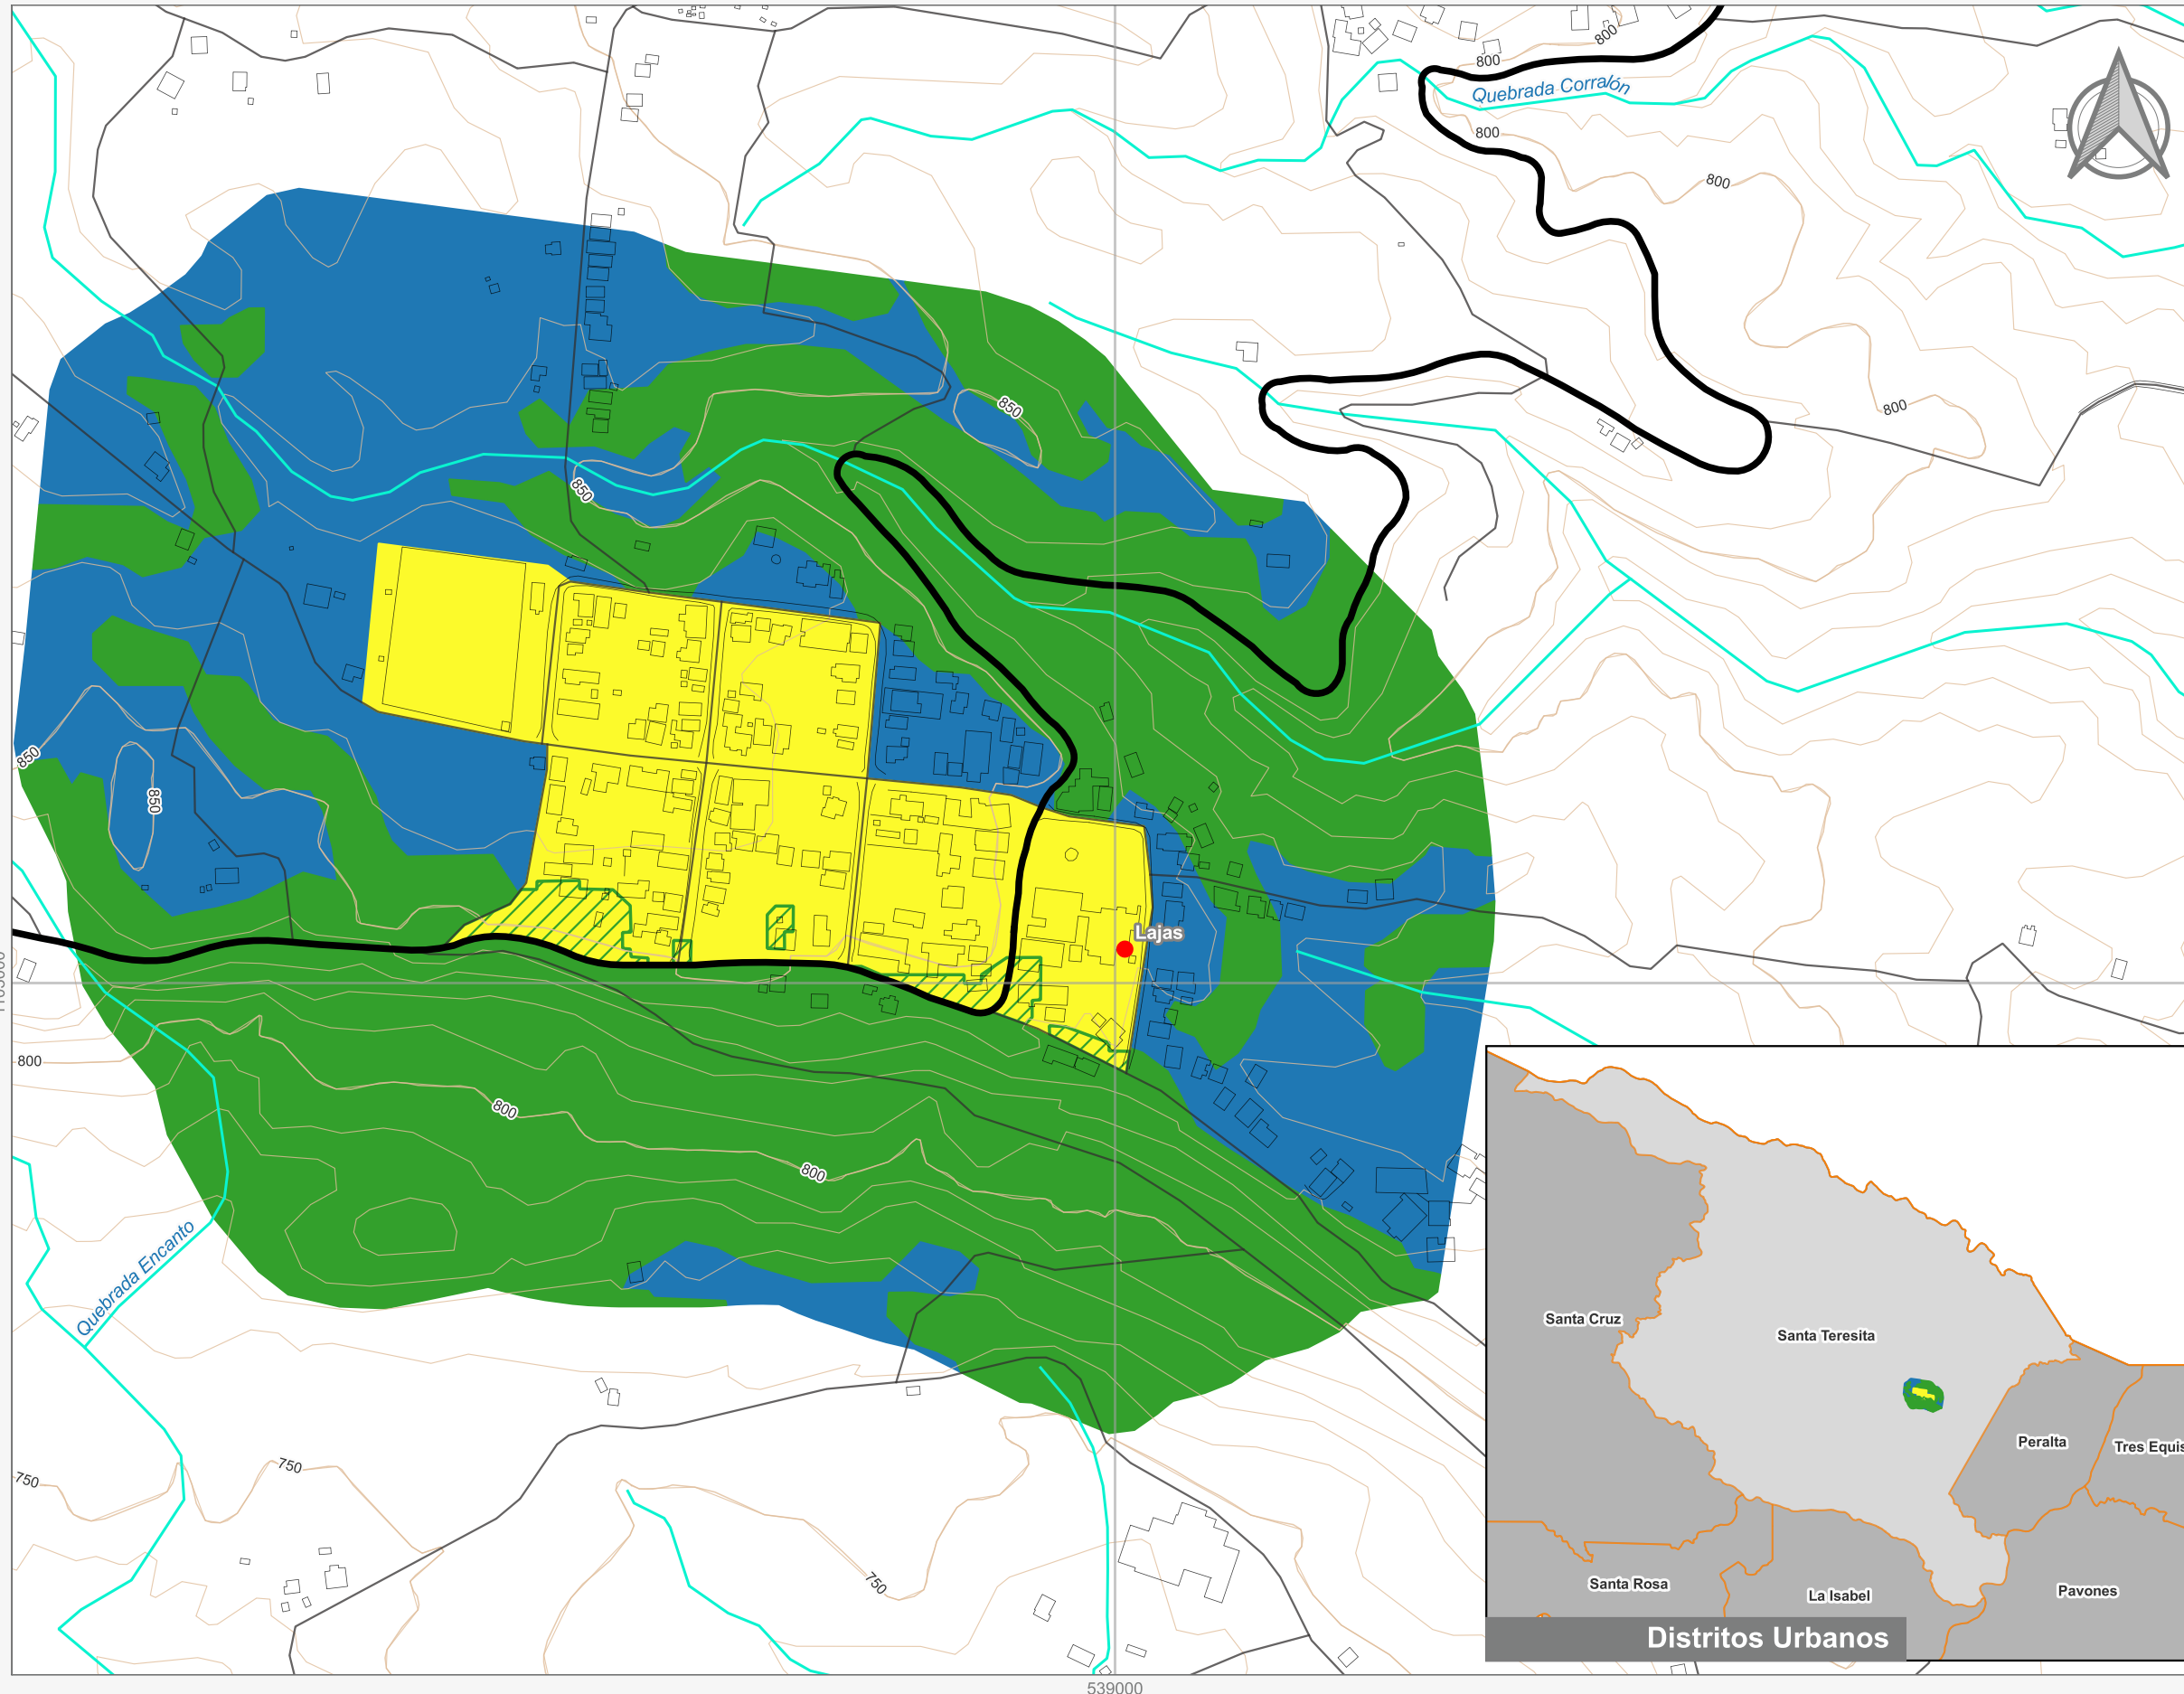 800
800
Quebrada Corralón
800
800
850
800
850
850
850
Lajas
800
800
800
Quebrada Encanto
Santa Cruz
Santa Teresita
Peralta
Tres Equis
750
750
750
Santa Rosa
La Isabel
Pavones
Distritos Urbanos
539000